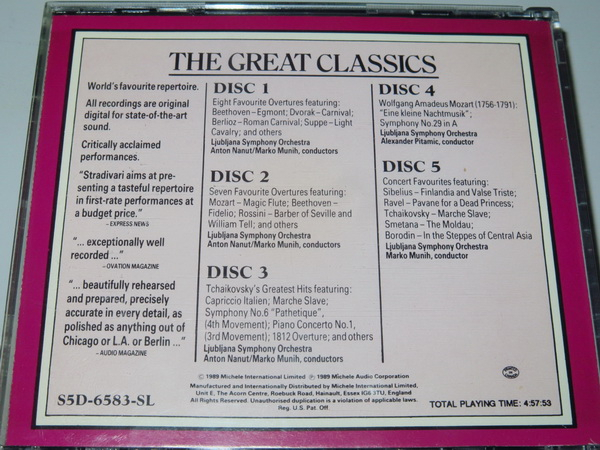 THE GREAT CLASSICS
World's favourite repertoire.
All recordings are original
digital for state-of-the-art
sound.
Critically acclaimed
performances.
"Stradivari aims at pre-
senting a tasteful repertoire
in first-rate performances at
a budget price."
– EXPRESS NEWS
"... exceptionally well
recorded ..."
– OVATION MAGAZINE
"... beautifully rehearsed
and prepared, precisely
accurate in every detail, as
polished as anything out of
Chicago or L.A. or Berlin ..."
– AUDIO MAGAZINE
DISC 1
Eight Favourite Overtures featuring:
Beethoven – Egmont; Dvorak – Carnival;
Berlioz – Roman Carnival; Suppe – Light
Cavalry; and others
Ljubljana Symphony Orchestra
Anton Nanut/Marko Munih, conductors
DISC 2
Seven Favourite Overtures featuring:
Mozart – Magic Flute; Beethoven –
Fidelio; Rossini – Barber of Seville and
William Tell; and others
Ljubljana Symphony Orchestra
Anton Nanut/Marko Munih, conductors
DISC 3
Tchaikovsky's Greatest Hits featuring:
Capriccio Italien; Marche Slave;
Symphony No.6 "Pathetique",
(4th Movement); Piano Concerto No.1,
(3rd Movement); 1812 Overture; and others
Ljubljana Symphony Orchestra
Anton Nanut/Marko Munih, conductors
DISC 4
Wolfgang Amadeus Mozart (1756-1791):
"Eine kleine Nachtmusik";
Symphony No.29 in A
Ljubljana Symphony Orchestra
Alexander Pitamic, conductor
DISC 5
Concert Favourites featuring:
Sibelius – Finlandia and Valse Triste;
Ravel – Pavane for a Dead Princess;
Tchaikovsky – Marche Slave;
Smetana – The Moldau;
Borodin – In the Steppes of Central Asia
Ljubljana Symphony Orchestra
Marko Munih, conductor
© 1989 Michele International Limited ℗ 1989 Michele Audio Corporation
Manufactured and Internationally Distributed by Michele International Limited,
Unit E, The Acorn Centre, Roebuck Road, Hainault, Essex IG6 3TU, England
All Rights Reserved. Unauthorised duplication is a violation of applicable laws.
Reg. U.S. Pat. Off.
S5D-6583-SL
TOTAL PLAYING TIME: 4:57:53